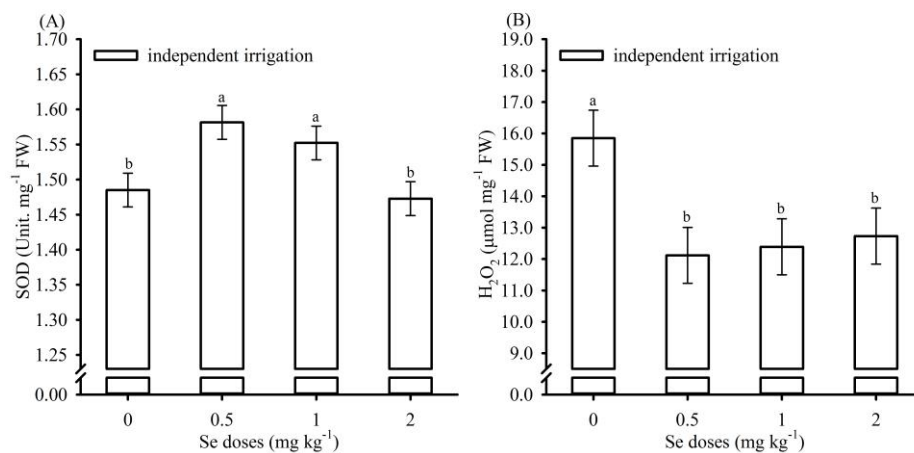 (A)
1.70
1.65
1.60
1.55
1.50
1.45
1.40
1.35
1.30
1.25
0.00
SOD (Unit. mg⁻¹ FW)
independent irrigation
b
a
a
b
0
0.5
1
2
Se doses (mg kg⁻¹)
(B)
19.0
18.0
17.0
16.0
15.0
14.0
13.0
12.0
11.0
10.0
9.0
0.00
H₂O₂ (μmol mg⁻¹ FW)
independent irrigation
a
b
b
b
0
0.5
1
2
Se doses (mg kg⁻¹)